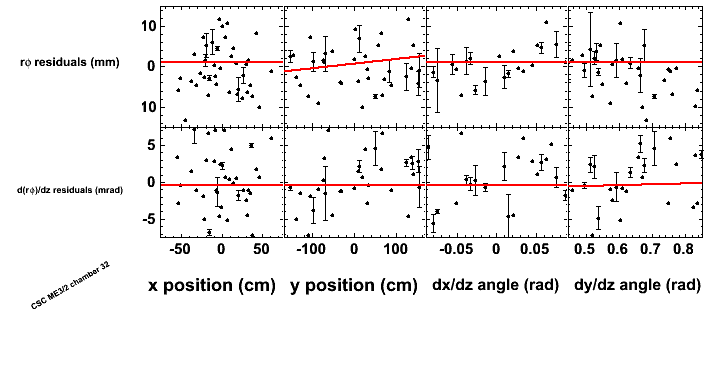 10
rφ residuals (mm)
0
10
5
d(rφ)/dz residuals (mrad)
0
-5
-50 0 50 -100 0 100 -0.05 0 0.05 0.5 0.6 0.7 0.8
x position (cm) y position (cm) dx/dz angle (rad) dy/dz angle (rad)
CSC ME3/2 chamber 32